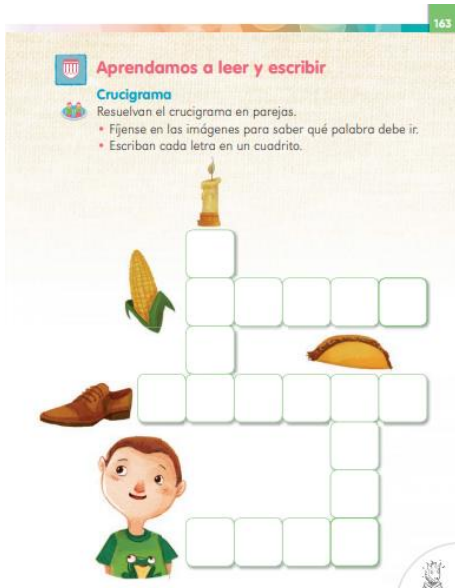 163
Aprendamos a leer y escribir
Crucigrama
Resuelvan el crucigrama en parejas.
• Fíjense en las imágenes para saber qué palabra debe ir.
• Escriban cada letra en un cuadrito.